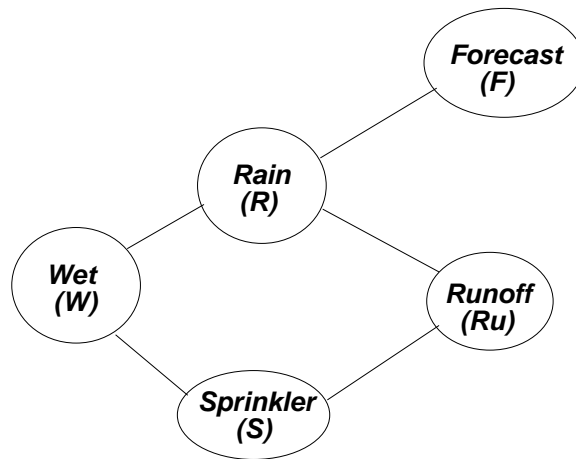 Forecast
(F)
Rain
(R)
Wet
(W)
Runoff
(Ru)
Sprinkler
(S)